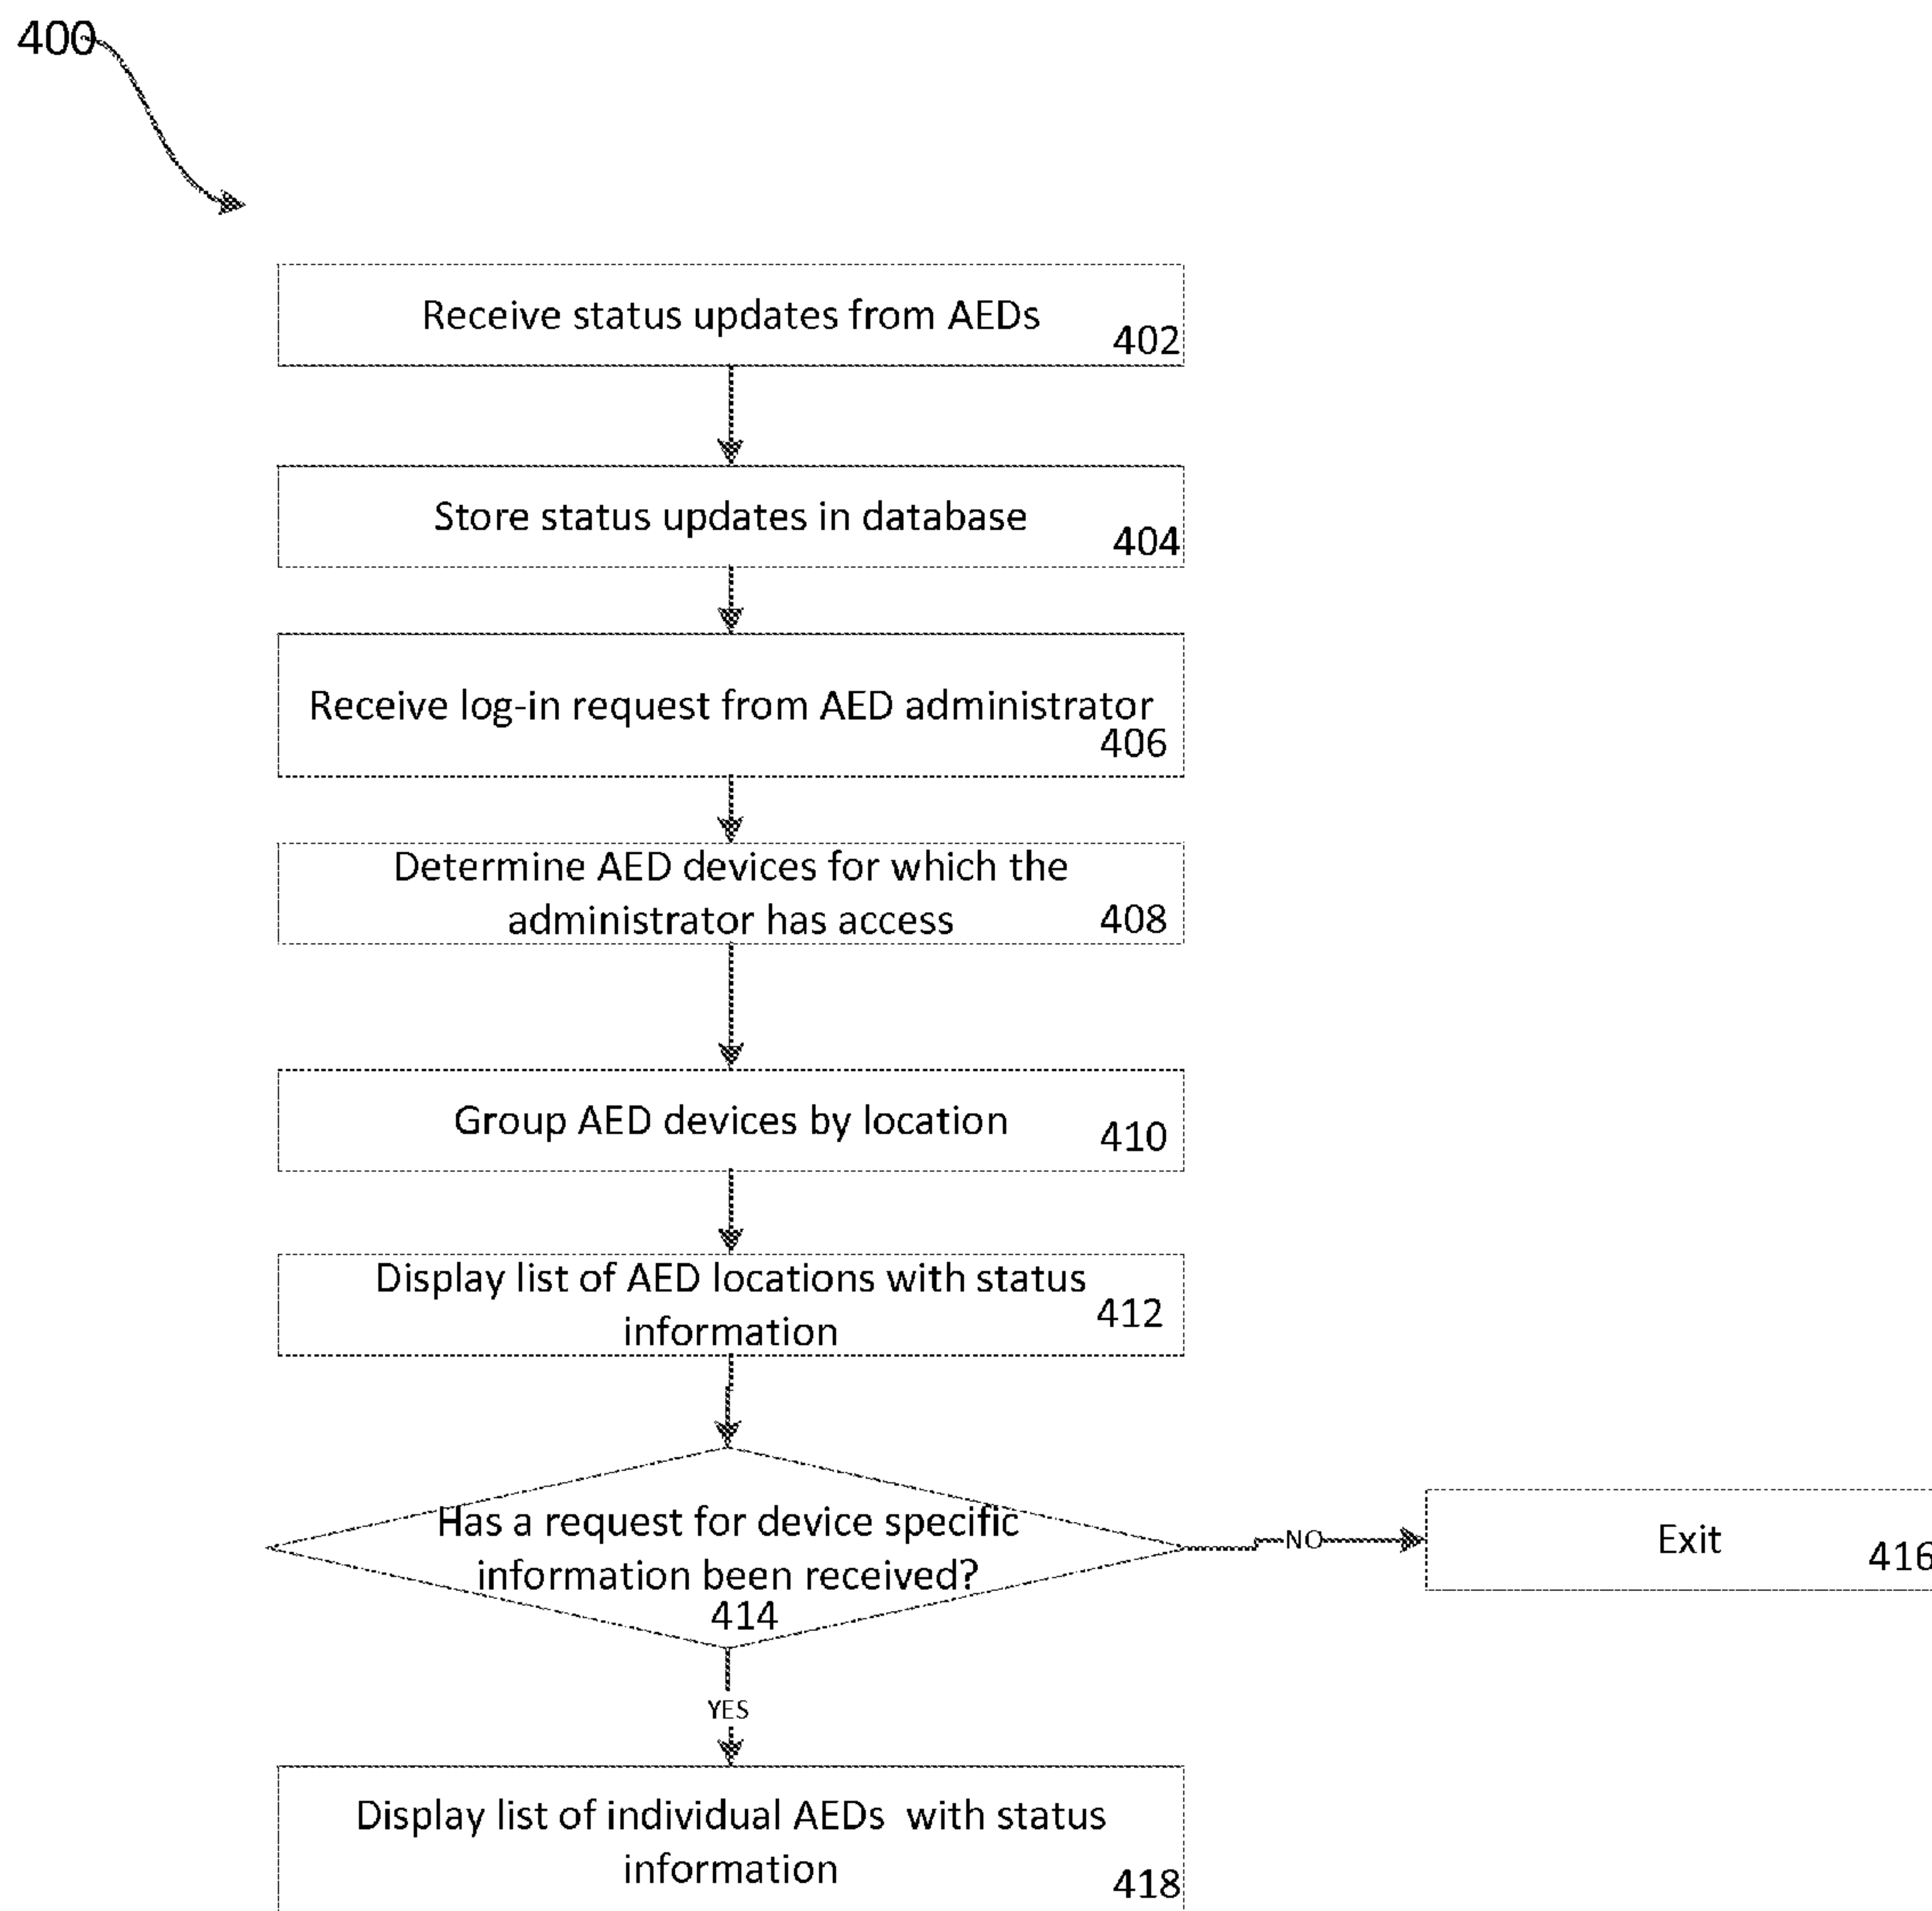 400
Receive status updates from AEDs
402
Store status updates in database
404
Receive log-in request from AED administrator
406
Determine AED devices for which the
administrator has access
408
Group AED devices by location
410
Display list of AED locations with status
information
412
Has a request for device specific
information been received?
414
NO
Exit
416
YES
Display list of individual AEDs with status
information
418